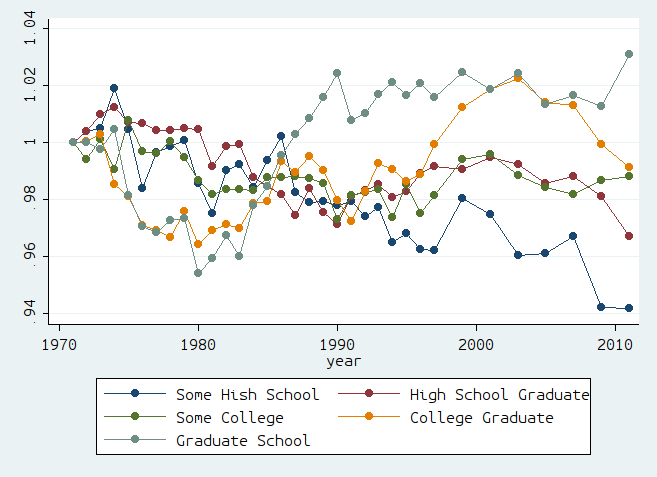 1.04
1.02
1
.98
.96
.94
1970 1980 1990 2000 2010
year
Some Hish School High School Graduate
Some College College Graduate
Graduate School